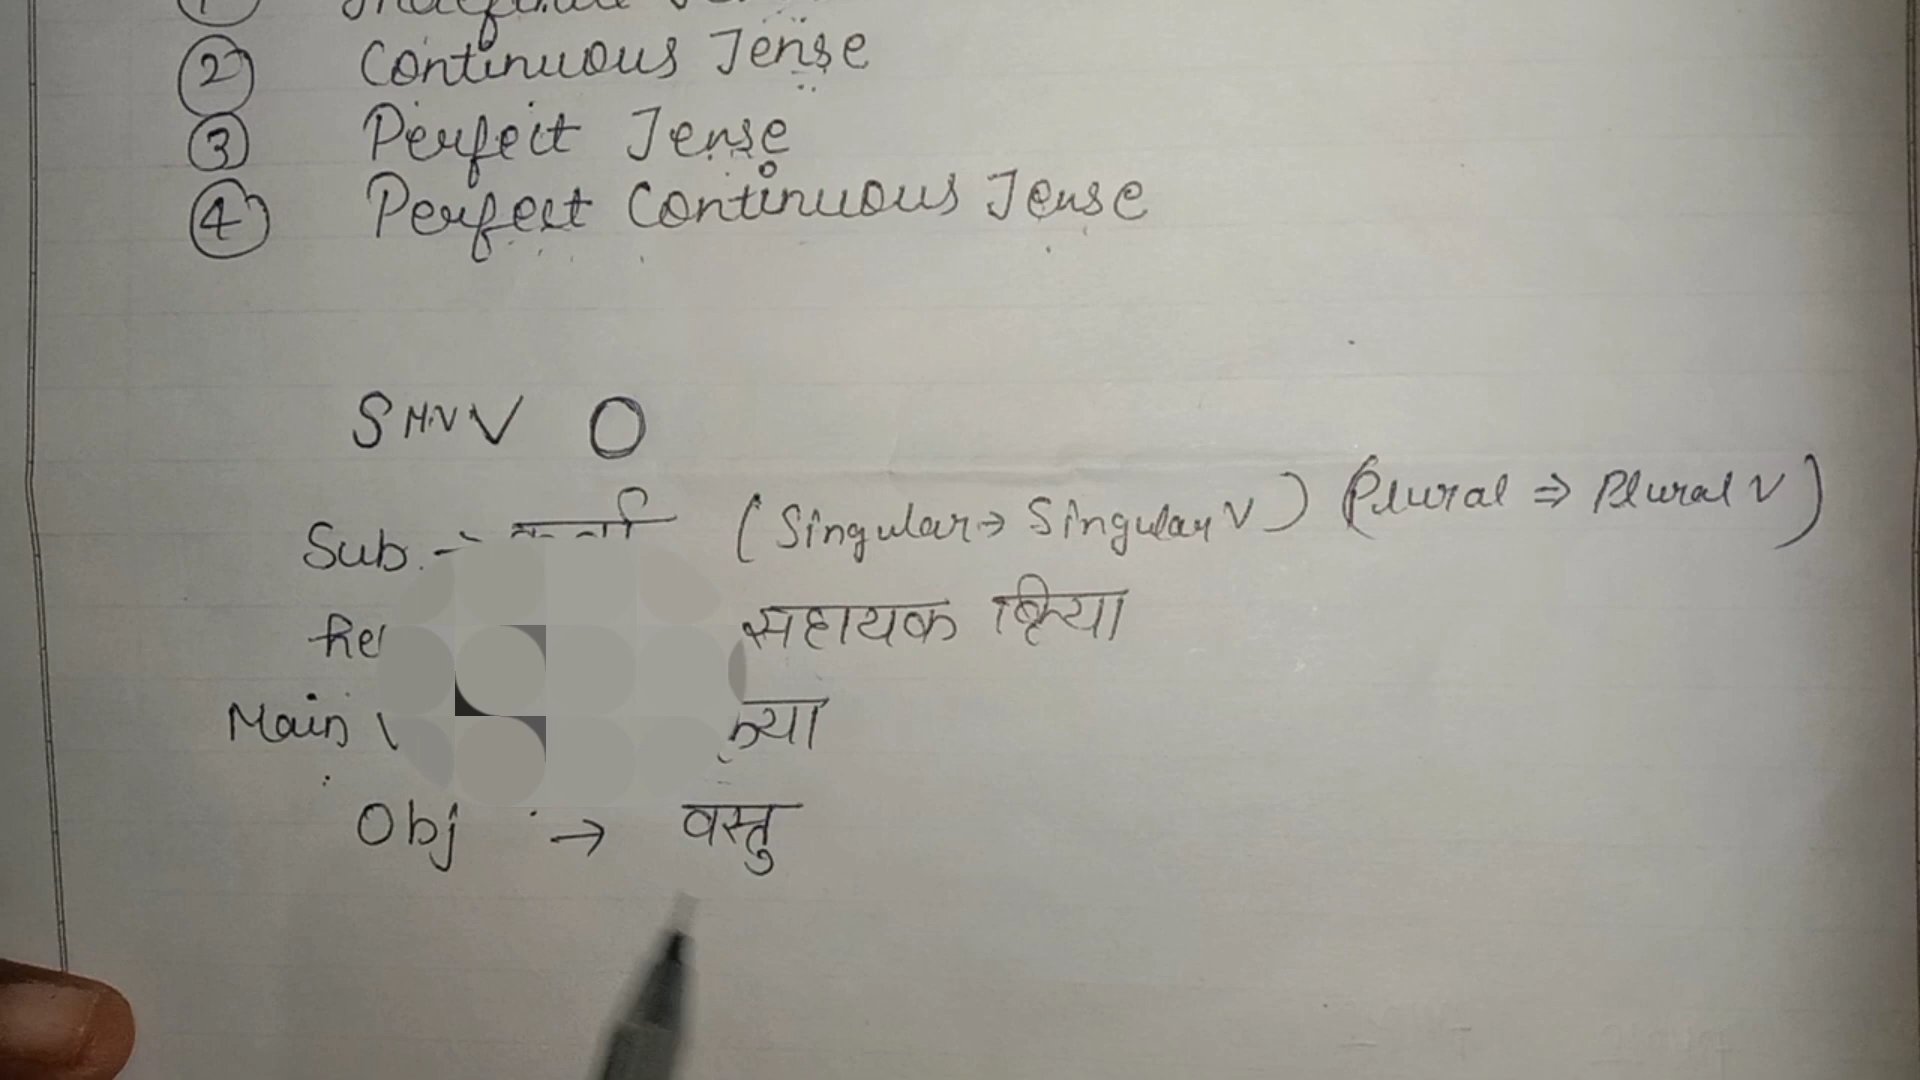 ②  Continuous Tense
③  Perfect Tense
④  Perfect Continuous Tense
S H.V V O
Sub. → (Singular → Singular V) (Plural ⇒ Plural V)
सहायक क्रिया
Main
Obj → वस्तु